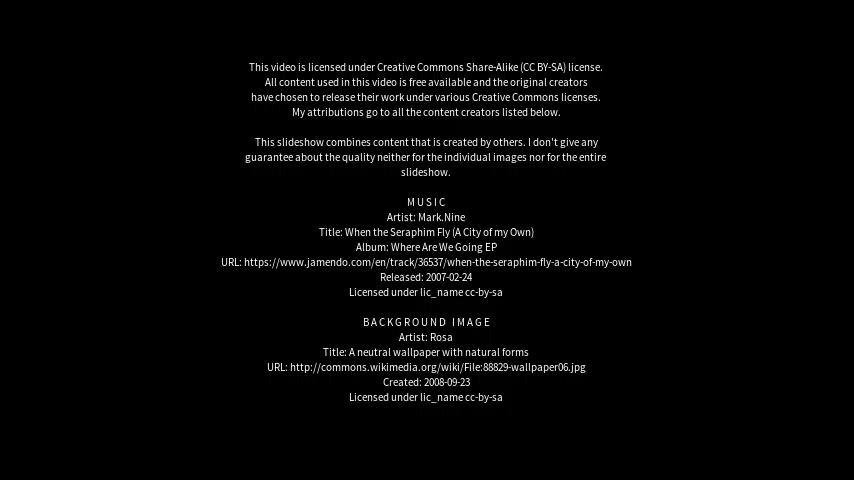 This video is licensed under Creative Commons Share-Alike (CC BY-SA) license.
All content used in this video is free available and the original creators
have chosen to release their work under various Creative Commons licenses.
My attributions go to all the content creators listed below.
This slideshow combines content that is created by others. I don't give any
guarantee about the quality neither for the individual images nor for the entire
slideshow.
MUSIC
Artist: Mark.Nine
Title: When the Seraphim Fly (A City of my Own)
Album: Where Are We Going EP
URL: https://www.jamendo.com/en/track/36537/when-the-seraphim-fly-a-city-of-my-own
Released: 2007-02-24
Licensed under lic_name cc-by-sa
BACKGROUND IMAGE
Artist: Rosa
Title: A neutral wallpaper with natural forms
URL: http://commons.wikimedia.org/wiki/File:88829-wallpaper06.jpg
Created: 2008-09-23
Licensed under lic_name cc-by-sa